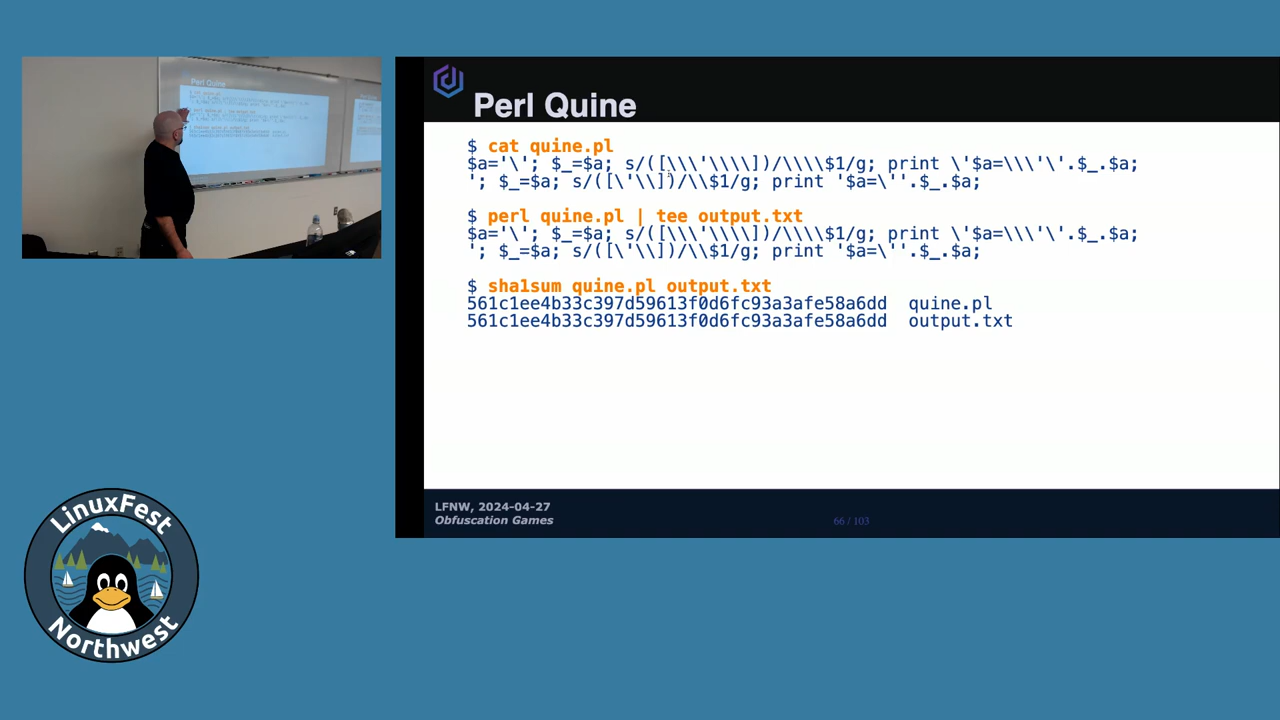 Perl Quine
$ cat quine.pl
$a='\'; $_=$a; s/([\\\'\\\\])/\\\\$1/g; print \'$a=\\\'\'.$_.$a;
'; $_=$a; s/([\'\\])/\\$1/g; print '$a=\''.$_.$a;
$ perl quine.pl | tee output.txt
$a='\'; $_=$a; s/([\\\'\\\\])/\\\\$1/g; print \'$a=\\\'\'.$_.$a;
'; $_=$a; s/([\'\\])/\\$1/g; print '$a=\''.$_.$a;
$ sha1sum quine.pl output.txt
561c1ee4b33c397d59613f0d6fc93a3afe58a6dd  quine.pl
561c1ee4b33c397d59613f0d6fc93a3afe58a6dd  output.txt
LFNW, 2024-04-27
Obfuscation Games
66 / 103
LinuxFest
Northwest
Perl Quine